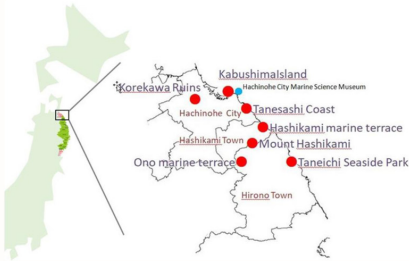 KabushimaIsland
Korekawa Ruins
Hachinohe City Marine Science Museum
Hachinohe City
Tanesashi Coast
Hashikami marine terrace
Hashikami Town
Mount Hashikami
Ono marine terrace
Taneichi Seaside Park
Hirono Town